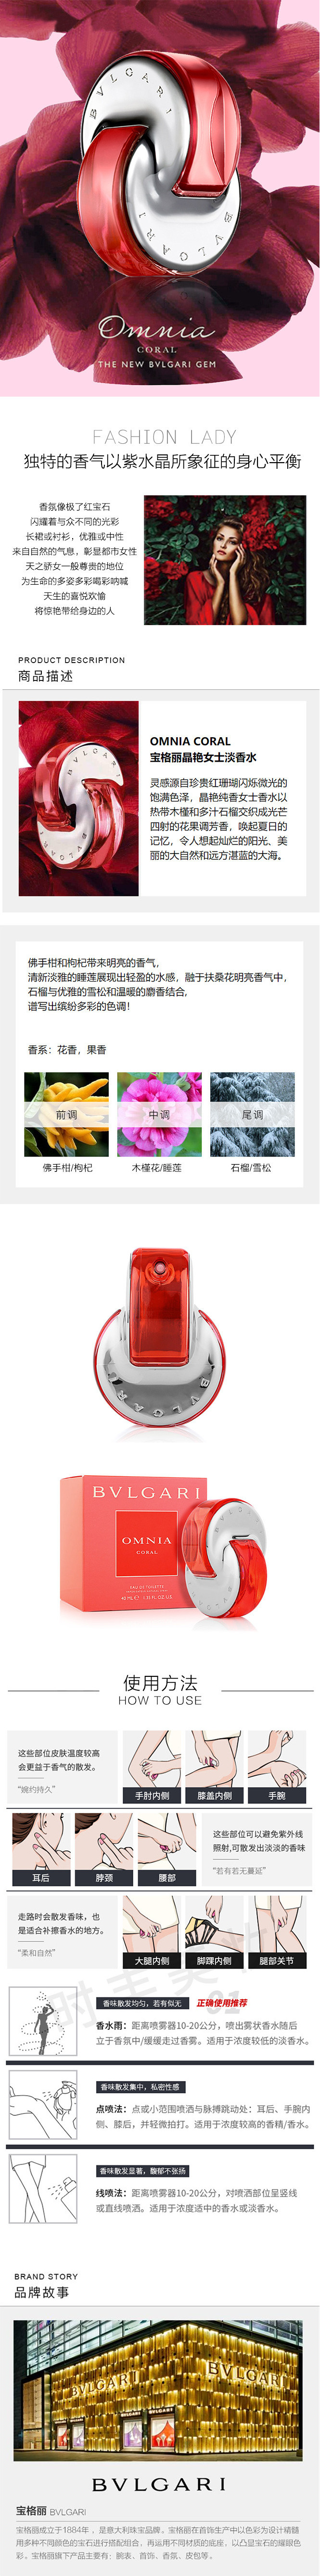 BVLGARI
BVLGARI
Omnia
CORAL
THE NEW BVLGARI GEM
FASHION LADY
独特的香气以紫水晶所象征的身心平衡
香氛像极了红宝石
闪耀着与众不同的光彩
长裙或衬衫，优雅或中性
来自自然的气息，彰显都市女性
天之骄女一般尊贵的地位
为生命的多姿多彩喝彩呐喊
天生的喜悦欢愉
将惊艳带给身边的人
PRODUCT DESCRIPTION
商品描述
BVLGARI
BVLGARI
OMNIA CORAL
宝格丽晶艳女士淡香水
灵感源自珍贵红珊瑚闪烁微光的
饱满色泽，晶艳纯香女士香水以
热带木槿和多汁石榴交织成光芒
四射的花果调芳香，唤起夏日的
记忆，令人想起灿烂的阳光、美
丽的大自然和远方湛蓝的大海。
佛手柑和枸杞带来明亮的香气，
清新淡雅的睡莲展现出轻盈的水感，融于扶桑花明亮香气中，
石榴与优雅的雪松和温暖的麝香结合，
谱写出缤纷多彩的色调！
香系：花香，果香
前调
中调
尾调
佛手柑/枸杞
木槿花/睡莲
石榴/雪松
BVLGARI
BVLGARI
OMNIA
CORAL
EAU DE TOILETTE
使用方法
HOW TO USE
这些部位皮肤温度较高
会更益于香气的散发。
“婉约持久”
手肘内侧
膝盖内侧
手腕
耳后
脖颈
腰部
这些部位可以避免紫外线
照射,可散发出淡淡的香味
“若有若无蔓延”
走路时会散发香味，也
是适合补擦香水的地方。
“柔和自然”
大腿内侧
脚踝内侧
腿部关节
香味散发均匀，若有似无
正确使用推荐
01
香水雨：距离喷雾器10-20公分，喷出雾状香水随后
立于香氛中/缓缓走过香雾。适用于浓度较低的淡香水。
香味散发集中，私密性感
点喷法：点或小范围喷洒与脉搏跳动处：耳后、手腕内
侧、膝后，并轻微拍打。适用于浓度较高的香精/香水。
香味散发显著，馥郁不张扬
线喷法：距离喷雾器10-20公分，对喷洒部位呈竖线
或直线喷洒。适用于浓度适中的香水或淡香水。
BRAND STORY
品牌故事
BVLGARI
BVLGARI
BVLGARI
宝格丽 BVLGARI
宝格丽成立于1884年，是意大利珠宝品牌。宝格丽在首饰生产中以色彩为设计精髓
用多种不同颜色的宝石进行搭配组合，再运用不同材质的底座，以凸显宝石的耀眼色
彩。宝格丽旗下产品主要有：腕表、首饰、香氛、皮包等。